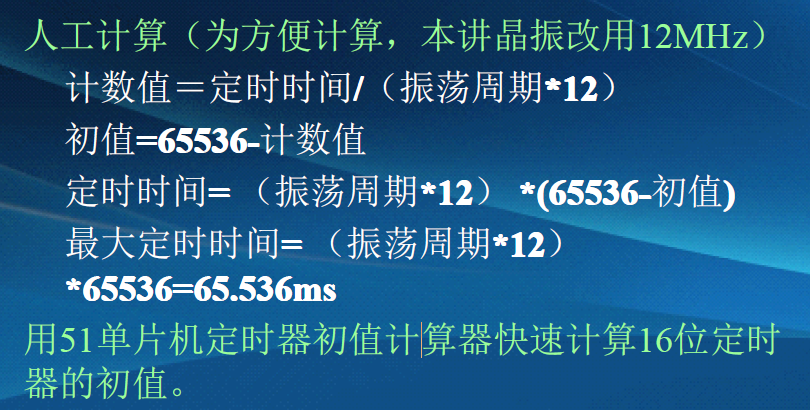 人工计算（为方便计算，本讲晶振改用12MHz）
计数值＝定时时间/（振荡周期*12）
初值=65536-计数值
定时时间=（振荡周期*12）*(65536-初值)
最大定时时间=（振荡周期*12）
*65536=65.536ms
用51单片机定时器初值计算器快速计算16位定时
器的初值。